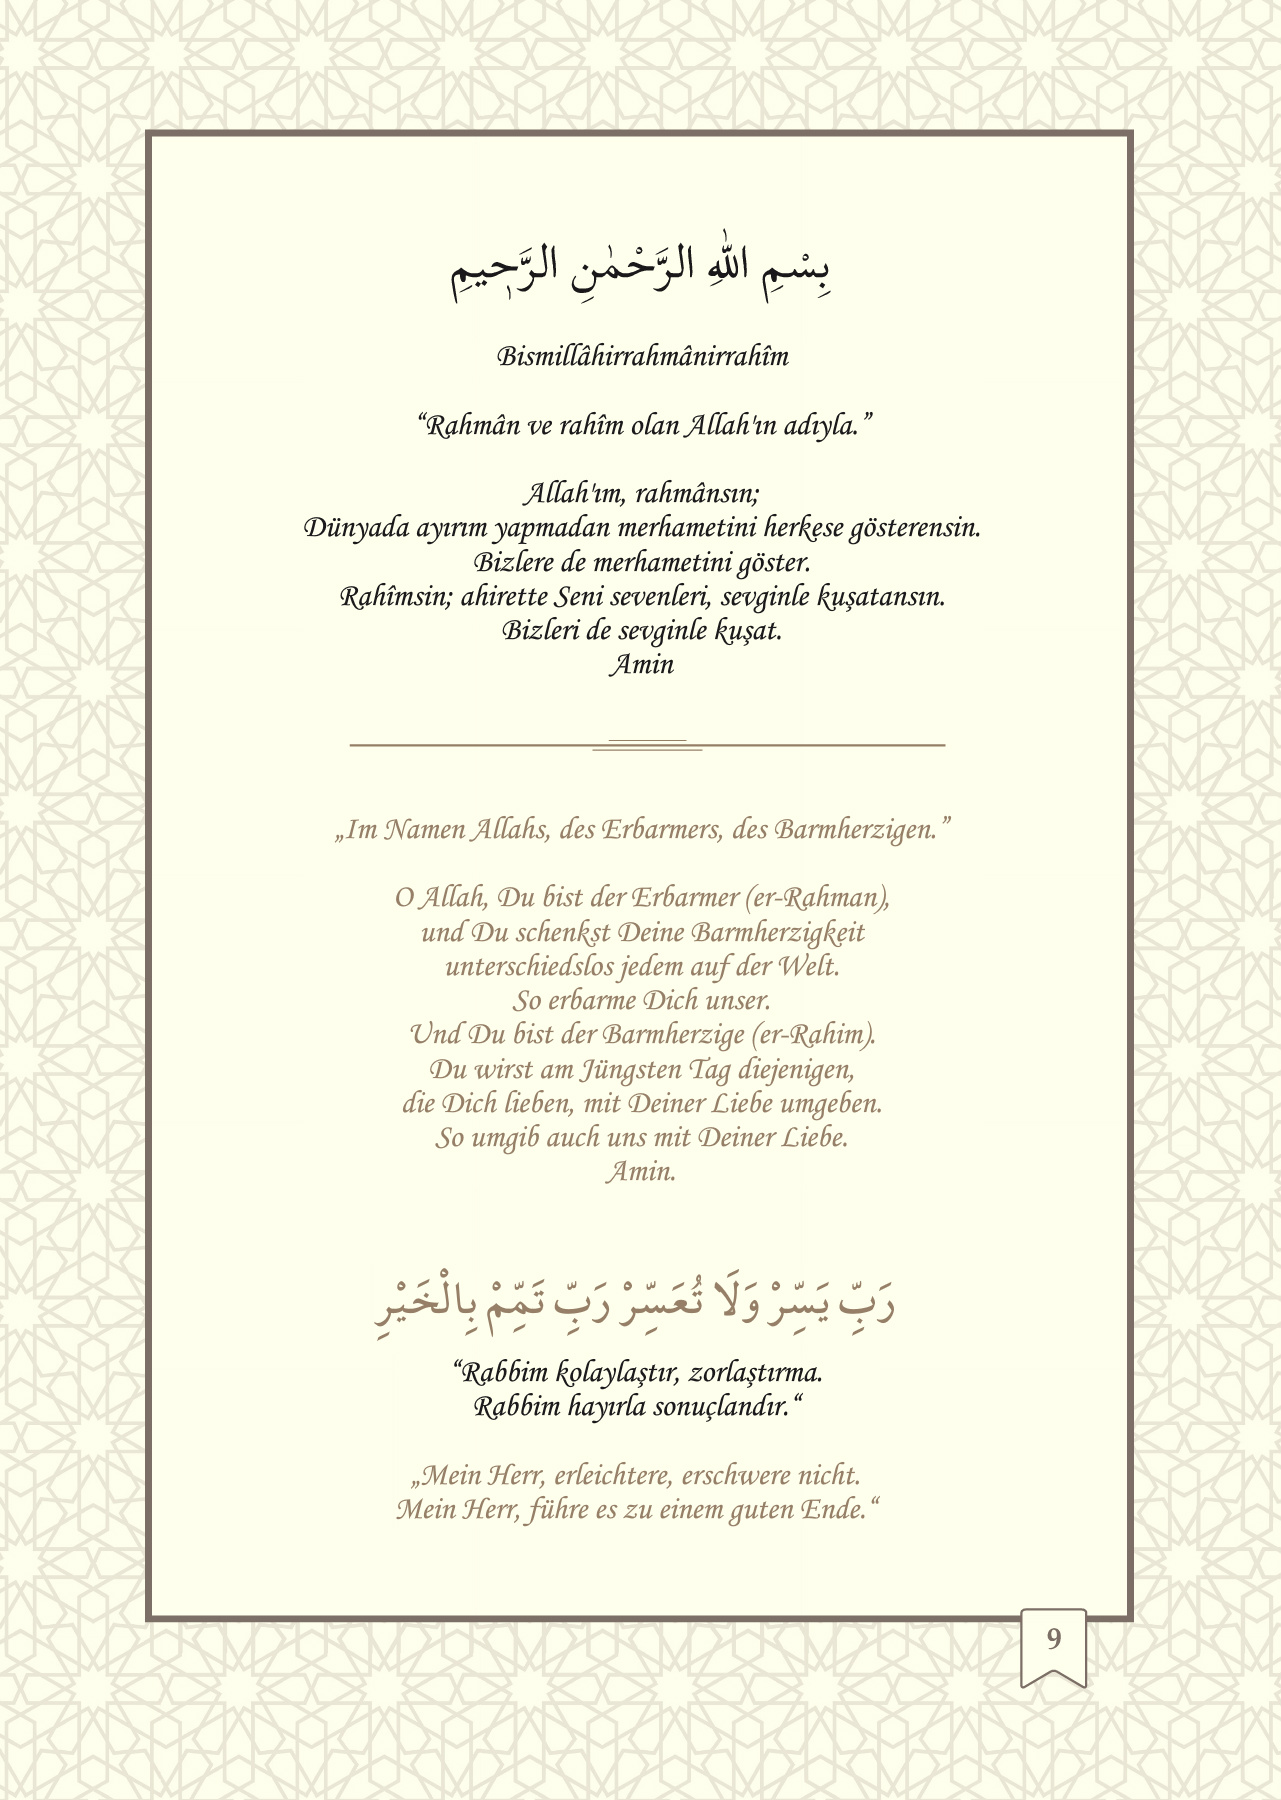 بِسْمِ اللّٰهِ الرَّحْمٰنِ الرَّحٖيمِ
Bismillâhirrahmânirrahîm
“Rahmân ve rahîm olan Allah'ın adıyla.”
Allah'ım, rahmânsın;
Dünyada ayırım yapmadan merhametini herkese gösterensin.
Bizlere de merhametini göster.
Rahîmsin; ahirette Seni sevenleri, sevginle kuşatansın.
Bizleri de sevginle kuşat.
Amin
„Im Namen Allahs, des Erbarmers, des Barmherzigen.”
O Allah, Du bist der Erbarmer (er-Rahman),
und Du schenkst Deine Barmherzigkeit
unterschiedslos jedem auf der Welt.
So erbarme Dich unser.
Und Du bist der Barmherzige (er-Rahim).
Du wirst am Jüngsten Tag diejenigen,
die Dich lieben, mit Deiner Liebe umgeben.
So umgib auch uns mit Deiner Liebe.
Amin.
رَبِّ يَسِّرْ وَلَا تُعَسِّرْ رَبِّ تَمِّمْ بِالْخَيْرِ
“Rabbim kolaylaştır, zorlaştırma.
Rabbim hayırla sonuçlandır.“
„Mein Herr, erleichtere, erschwere nicht.
Mein Herr, führe es zu einem guten Ende.“
9